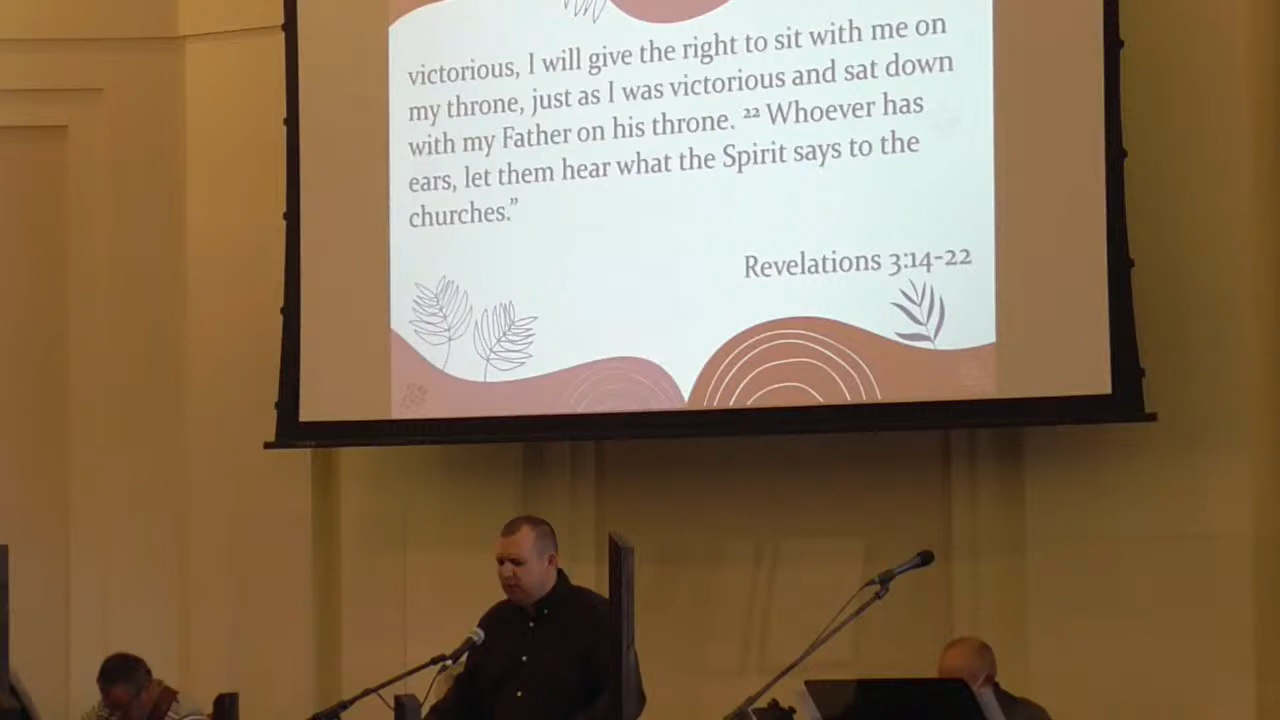 victorious, I will give the right to sit with me on
my throne, just as I was victorious and sat down
with my Father on his throne. ²² Whoever has
ears, let them hear what the Spirit says to the
churches.”
Revelations 3:14-22